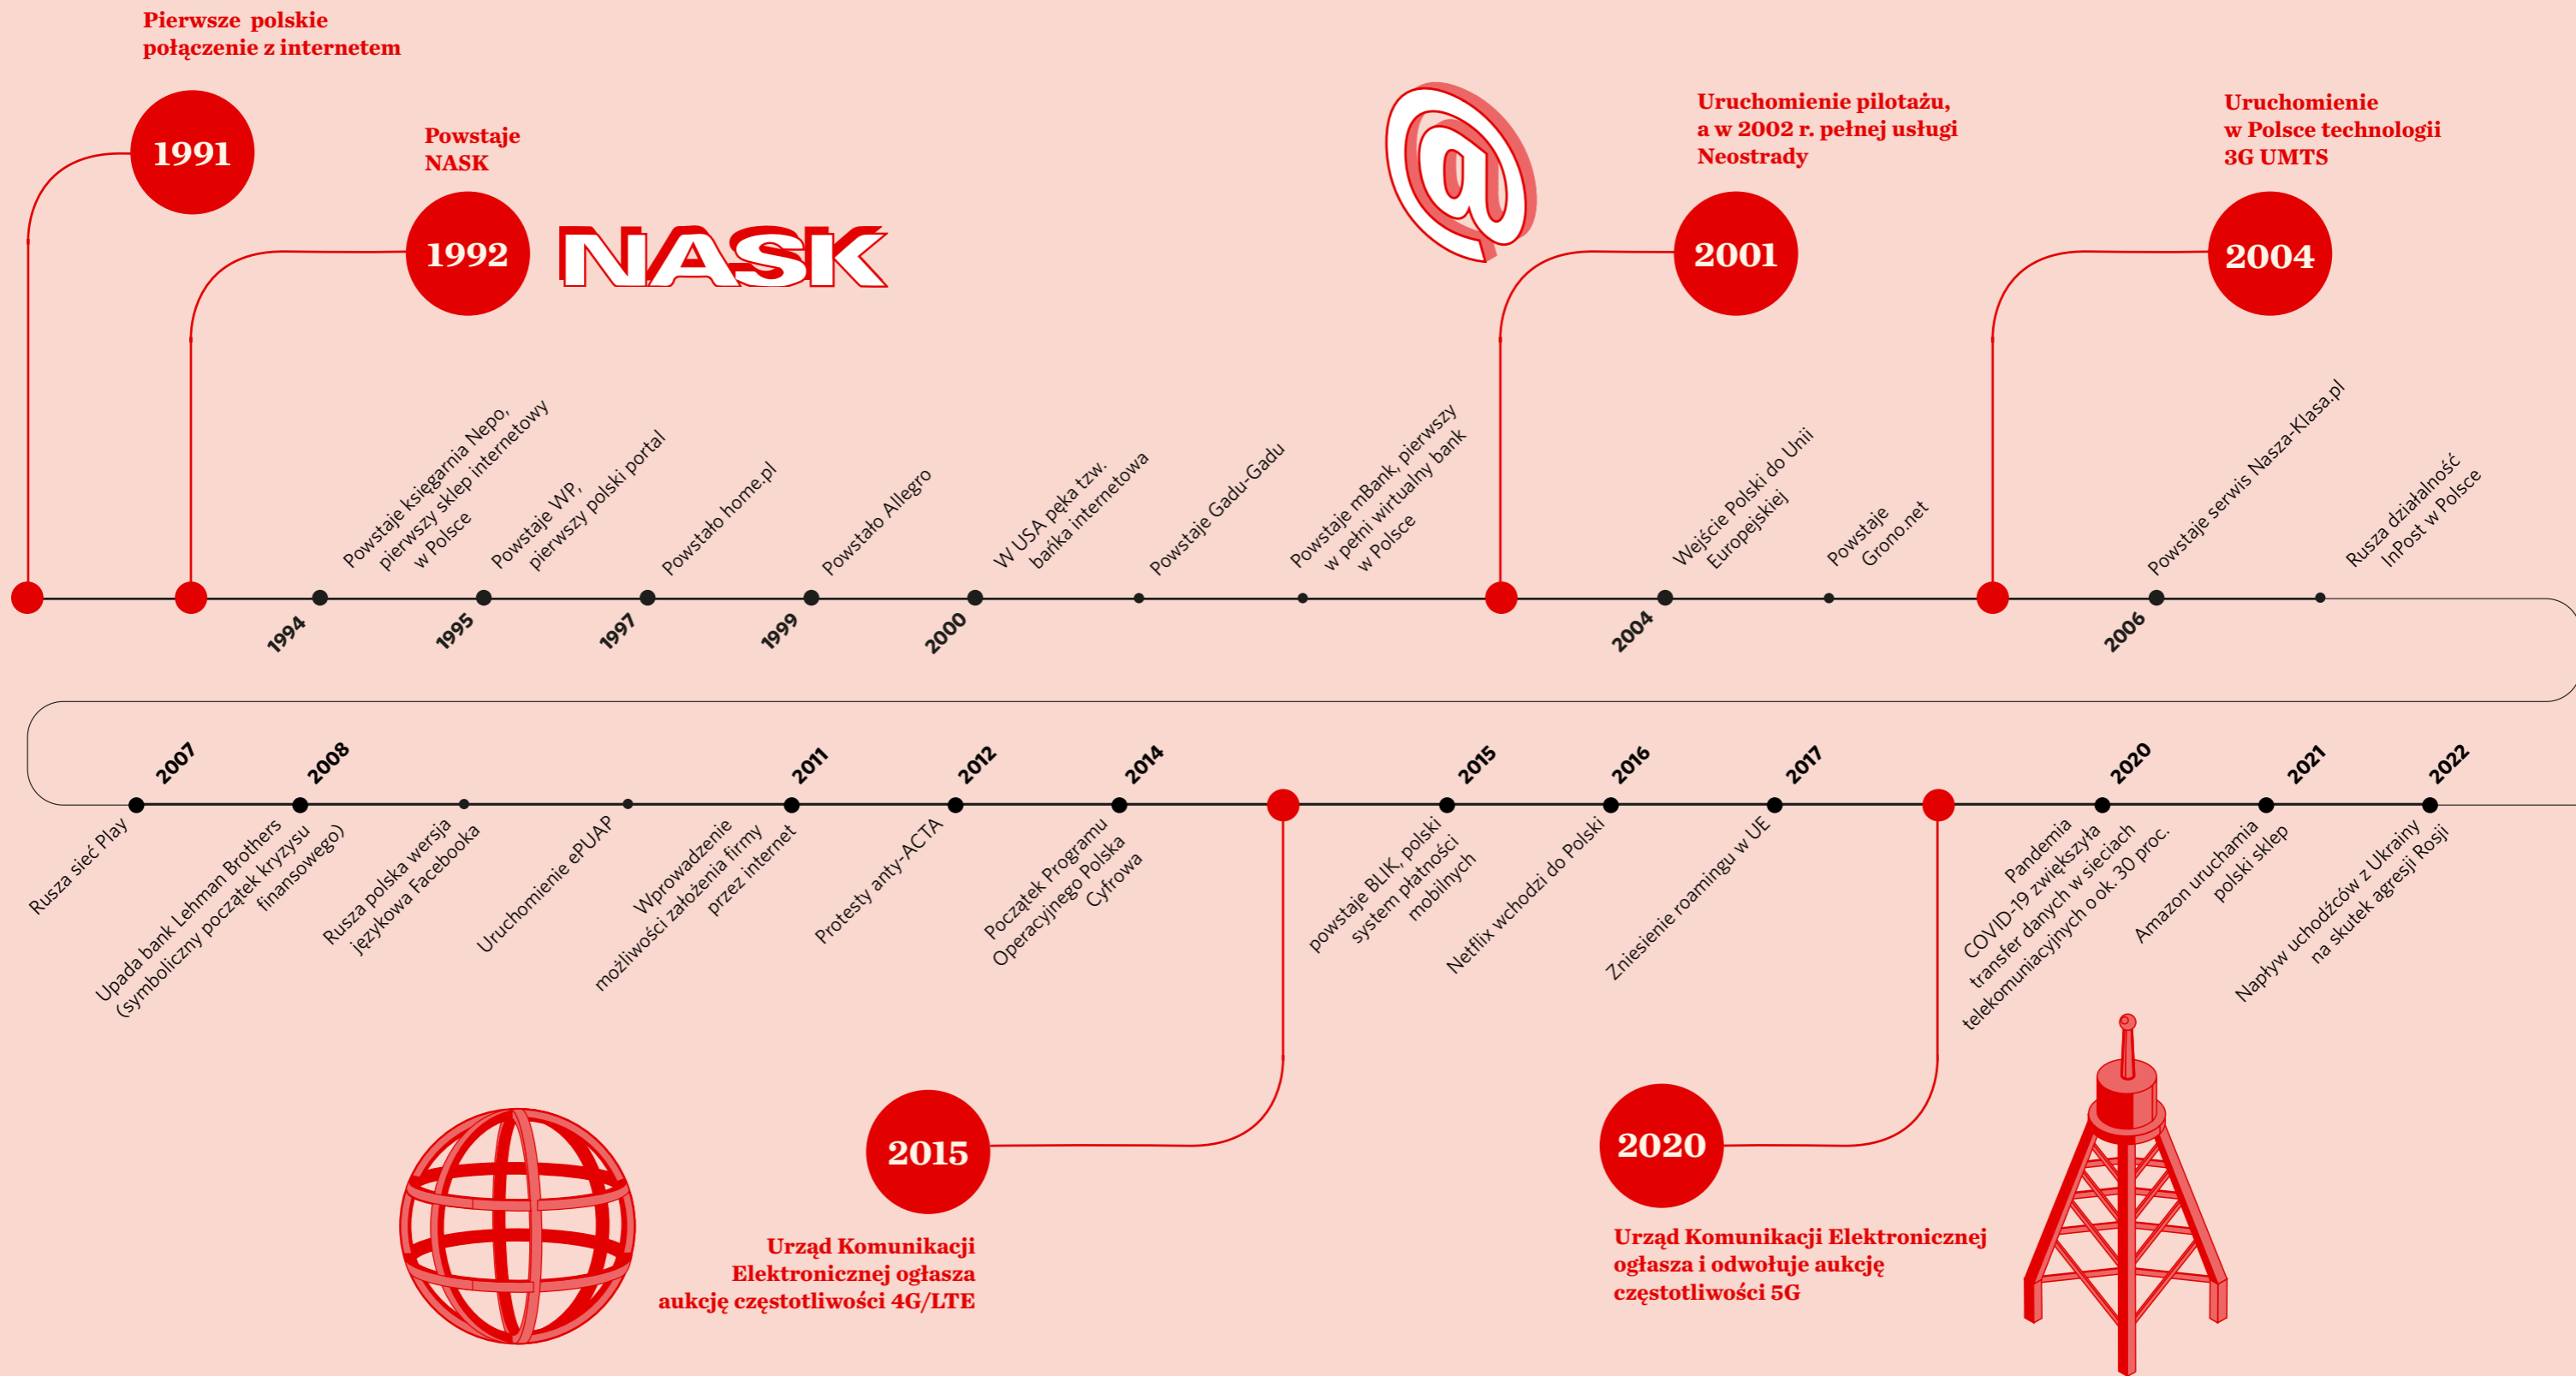 Pierwsze polskie
połączenie z internetem
1991
Powstaje
NASK
1992
NASK
@
Uruchomienie pilotażu,
a w 2002 r. pełnej usługi
Neostrady
2001
Uruchomienie
w Polsce technologii
3G UMTS
2004
Powstaje księgarnia Nepo,
pierwszy sklep internetowy
w Polsce
1994
Powstaje WP,
pierwszy polski portal
1995
Powstało home.pl
1997
Powstało Allegro
1999
W USA pęka tzw.
bańka internetowa
2000
Powstaje Gadu-Gadu
Powstaje mBank, pierwszy
w pełni wirtualny bank
w Polsce
Wejście Polski do Unii
Europejskiej
2004
Powstaje
Grono.net
Powstaje serwis Nasza-Klasa.pl
2006
Rusza działalność
InPost w Polsce
2007
Rusza sieć Play
2008
Upada bank Lehman Brothers
(symboliczny początek kryzysu
finansowego)
Rusza polska wersja
językowa Facebooka
Uruchomienie ePUAP
2011
Wprowadzenie
możliwości założenia firmy
przez internet
2012
Protesty anty-ACTA
2014
Początek Programu
Operacyjnego Polska
Cyfrowa
2015
powstaje BLIK, polski
system płatności
mobilnych
2016
Netflix wchodzi do Polski
2017
Zniesienie roamingu w UE
2020
Pandemia
COVID-19 zwiększyła
transfer danych w sieciach
telekomuniacyjnych o ok. 30 proc.
2021
Amazon uruchamia
polski sklep
2022
Napływ uchodźców z Ukrainy
na skutek agresji Rosji
2015
Urząd Komunikacji
Elektronicznej ogłasza
aukcję częstotliwości 4G/LTE
2020
Urząd Komunikacji Elektronicznej
ogłasza i odwołuje aukcję
częstotliwości 5G